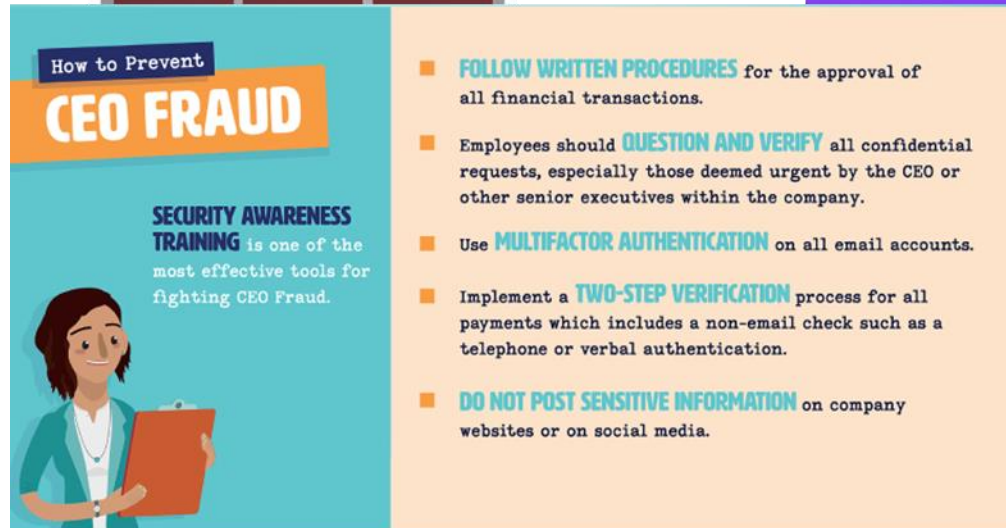 How to Prevent
CEO FRAUD
SECURITY AWARENESS
TRAINING is one of the
most effective tools for
fighting CEO Fraud.
FOLLOW WRITTEN PROCEDURES for the approval of
all financial transactions.
Employees should QUESTION AND VERIFY all confidential
requests, especially those deemed urgent by the CEO or
other senior executives within the company.
Use MULTIFACTOR AUTHENTICATION on all email accounts.
Implement a TWO-STEP VERIFICATION process for all
payments which includes a non-email check such as a
telephone or verbal authentication.
DO NOT POST SENSITIVE INFORMATION on company
websites or on social media.